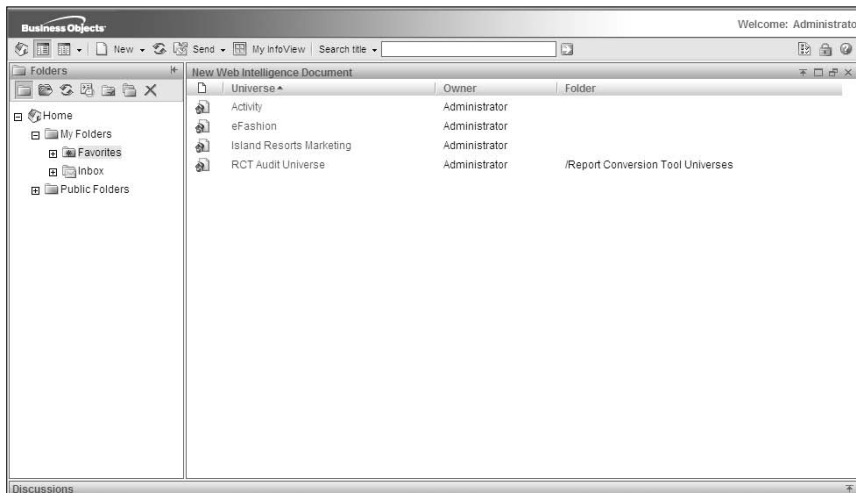 Business Objects
Welcome: Administrato
New Send My InfoView Search title
Folders
Home
My Folders
Favorites
Inbox
Public Folders
New Web Intelligence Document
Universe Owner Folder
Activity Administrator
eFashion Administrator
Island Resorts Marketing Administrator
RCT Audit Universe Administrator /Report Conversion Tool Universes
Discussions